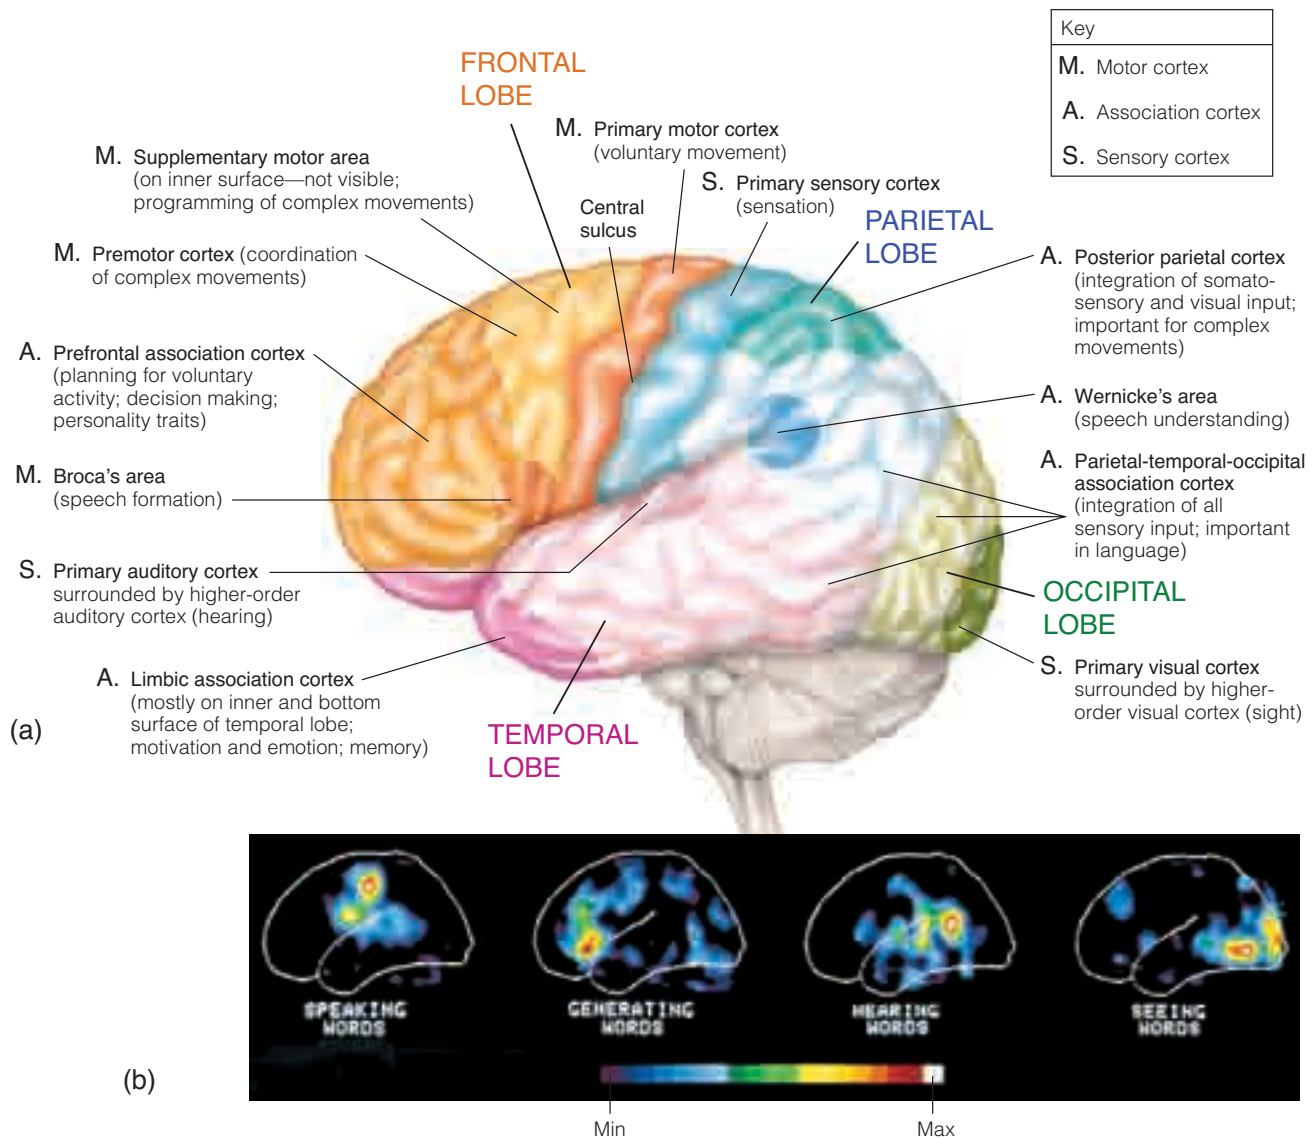 Key
M. Motor cortex
A. Association cortex
S. Sensory cortex
FRONTAL
LOBE
M. Primary motor cortex
(voluntary movement)
M. Supplementary motor area
(on inner surface—not visible;
programming of complex movements)
S. Primary sensory cortex
(sensation)
Central
sulcus
PARIETAL
LOBE
M. Premotor cortex (coordination
of complex movements)
A. Posterior parietal cortex
(integration of somato-
sensory and visual input;
important for complex
movements)
A. Prefrontal association cortex
(planning for voluntary
activity; decision making;
personality traits)
A. Wernicke’s area
(speech understanding)
M. Broca’s area
(speech formation)
A. Parietal-temporal-occipital
association cortex
(integration of all
sensory input; important
in language)
S. Primary auditory cortex
surrounded by higher-order
auditory cortex (hearing)
OCCIPITAL
LOBE
A. Limbic association cortex
(mostly on inner and bottom
surface of temporal lobe;
motivation and emotion; memory)
S. Primary visual cortex
surrounded by higher-
order visual cortex (sight)
TEMPORAL
LOBE
(a)
SPEAKING
WORDS
GENERATING
WORDS
HEARING
WORDS
SEEING
WORDS
(b)
Min
Max